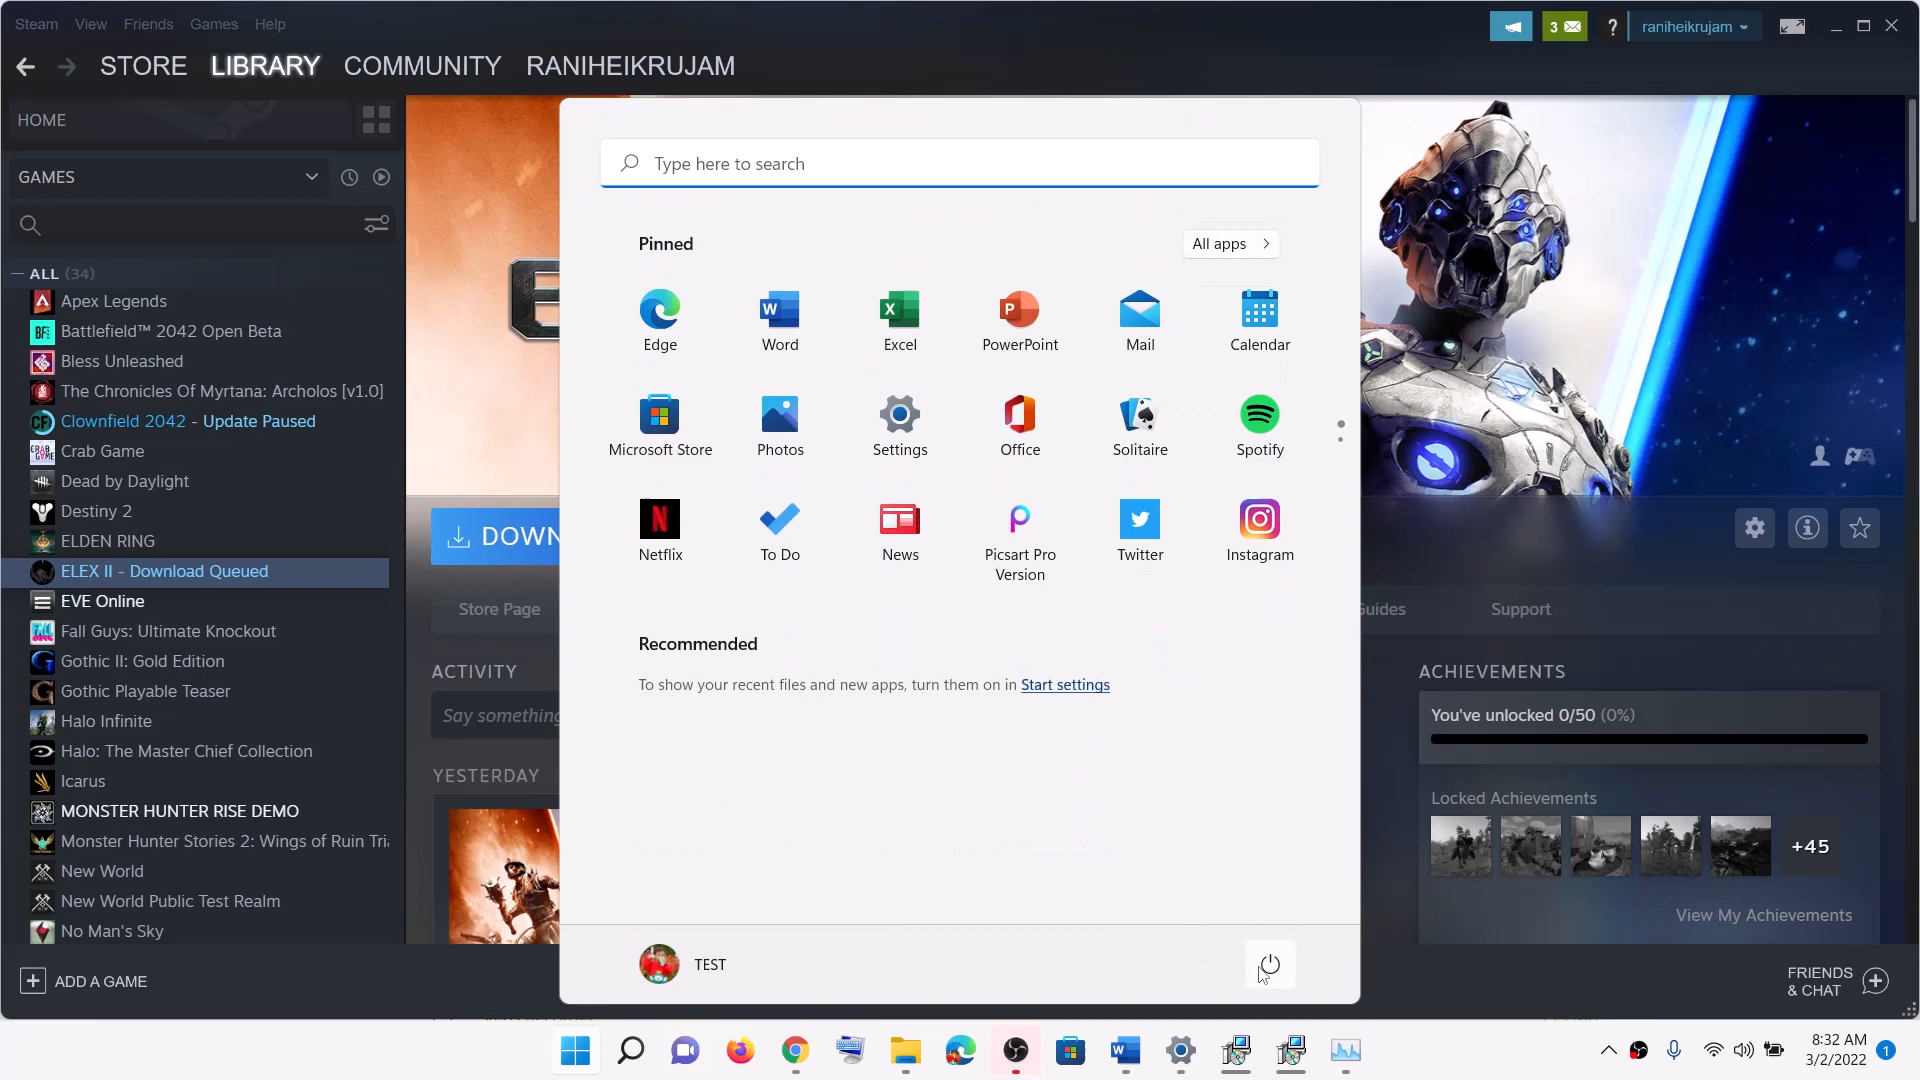 Steam View Friends Games Help
3 ? raniheikrujam
STORE LIBRARY COMMUNITY RANIHEIKRUJAM
HOME
GAMES
ALL (34)
Apex Legends
Battlefield™ 2042 Open Beta
Bless Unleashed
The Chronicles Of Myrtana: Archolos [v1.0]
Clownfield 2042 - Update Paused
Crab Game
Dead by Daylight
Destiny 2
ELDEN RING
ELEX II - Download Queued
EVE Online
Fall Guys: Ultimate Knockout
Gothic II: Gold Edition
Gothic Playable Teaser
Halo Infinite
Halo: The Master Chief Collection
Icarus
MONSTER HUNTER RISE DEMO
Monster Hunter Stories 2: Wings of Ruin Tria
New World
New World Public Test Realm
No Man's Sky
ADD A GAME
DOWN
Store Page
ACTIVITY
Say something
YESTERDAY
Type here to search
Pinned
All apps
Edge Word Excel PowerPoint Mail Calendar
Microsoft Store Photos Settings Office Solitaire Spotify
Netflix To Do News Picsart Pro Version Twitter Instagram
Recommended
To show your recent files and new apps, turn them on in Start settings
TEST
Guides Support
ACHIEVEMENTS
You've unlocked 0/50 (0%)
Locked Achievements
+45
View My Achievements
FRIENDS
& CHAT
8:32 AM
3/2/2022 1